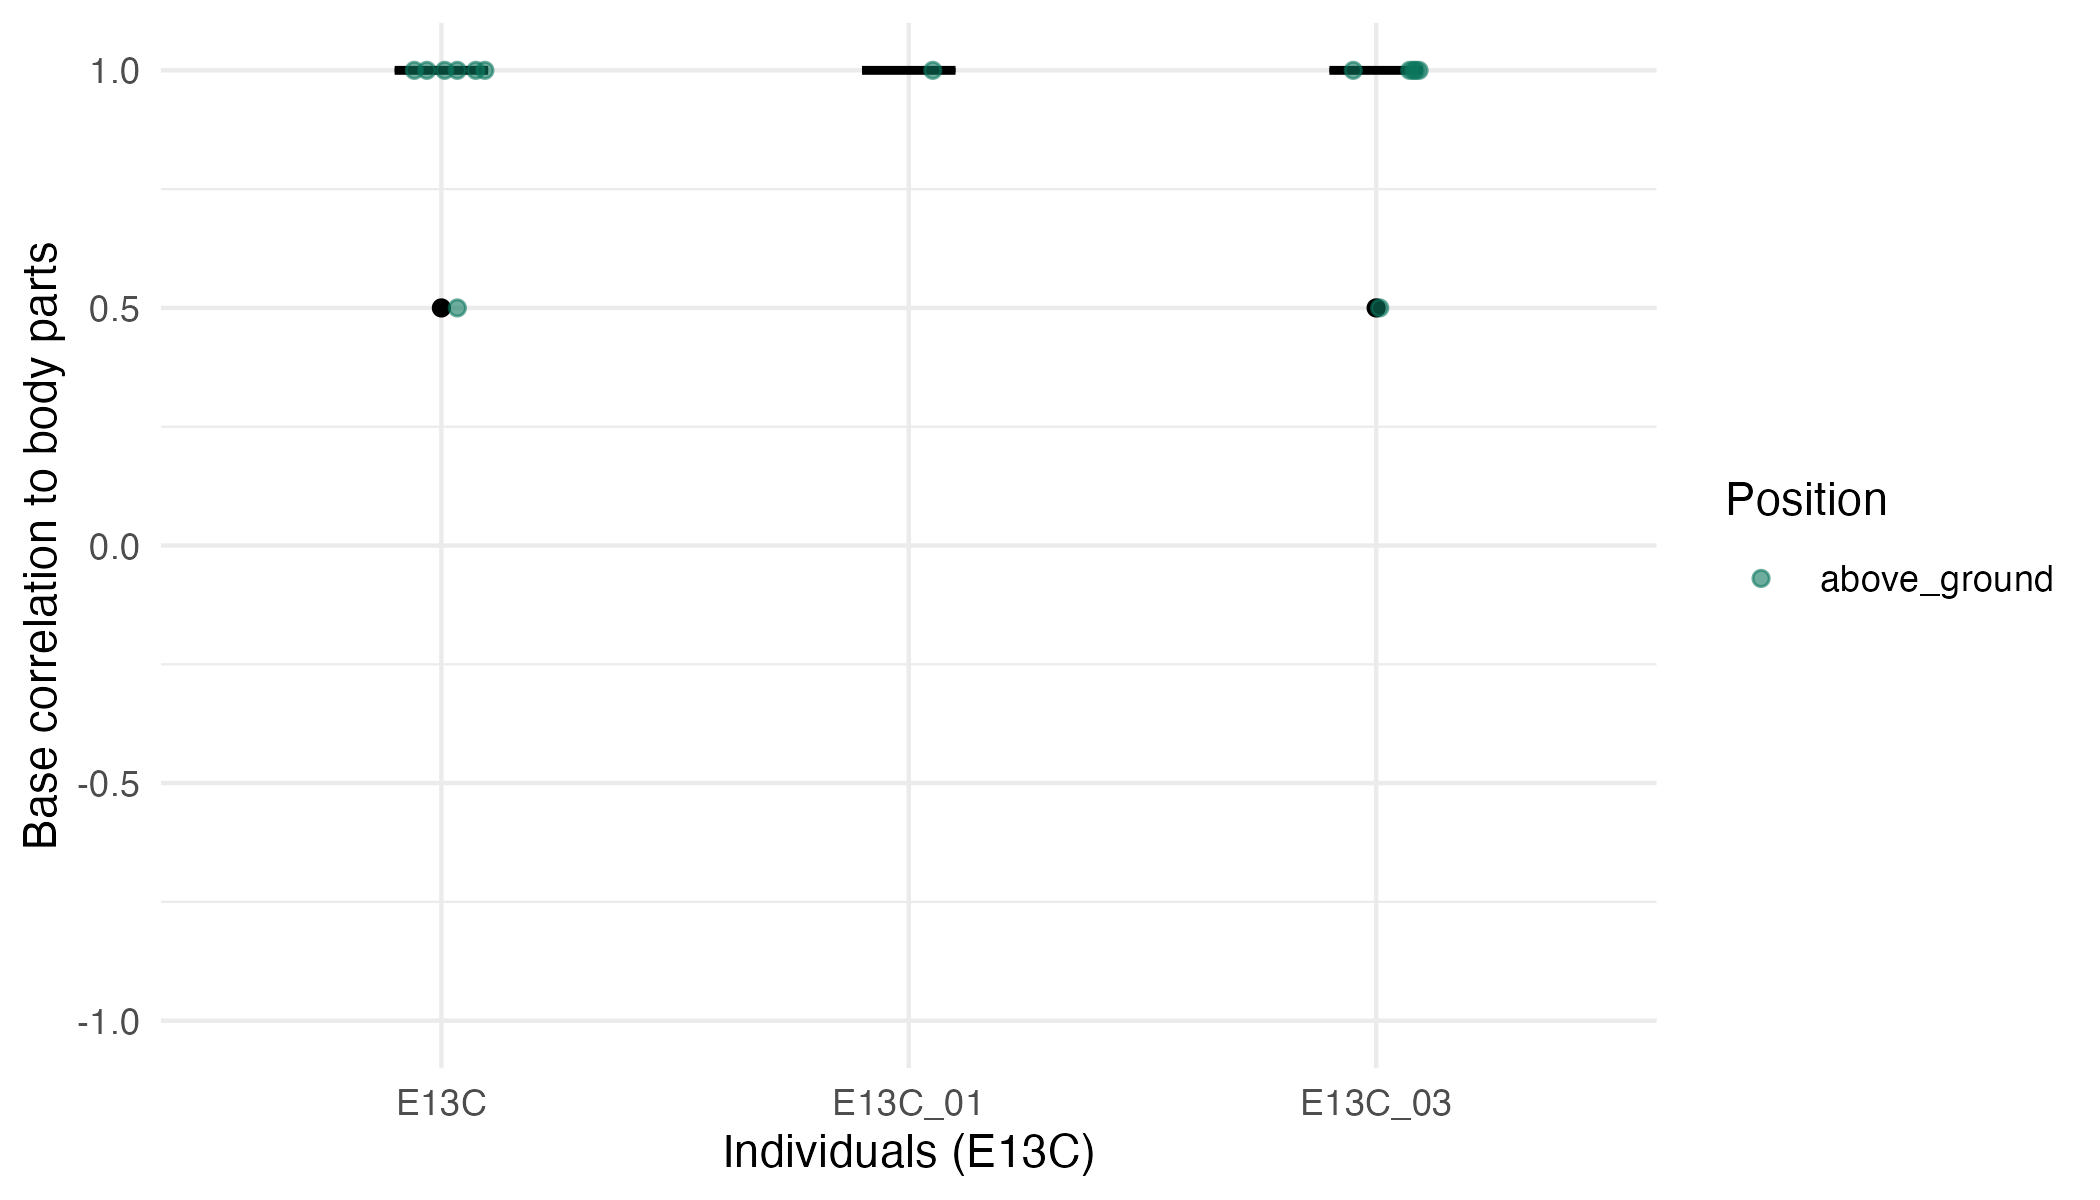 Base correlation to body parts
1.0
0.5
0.0
-0.5
-1.0
E13C
E13C_01
E13C_03
Individuals (E13C)
Position
above_ground